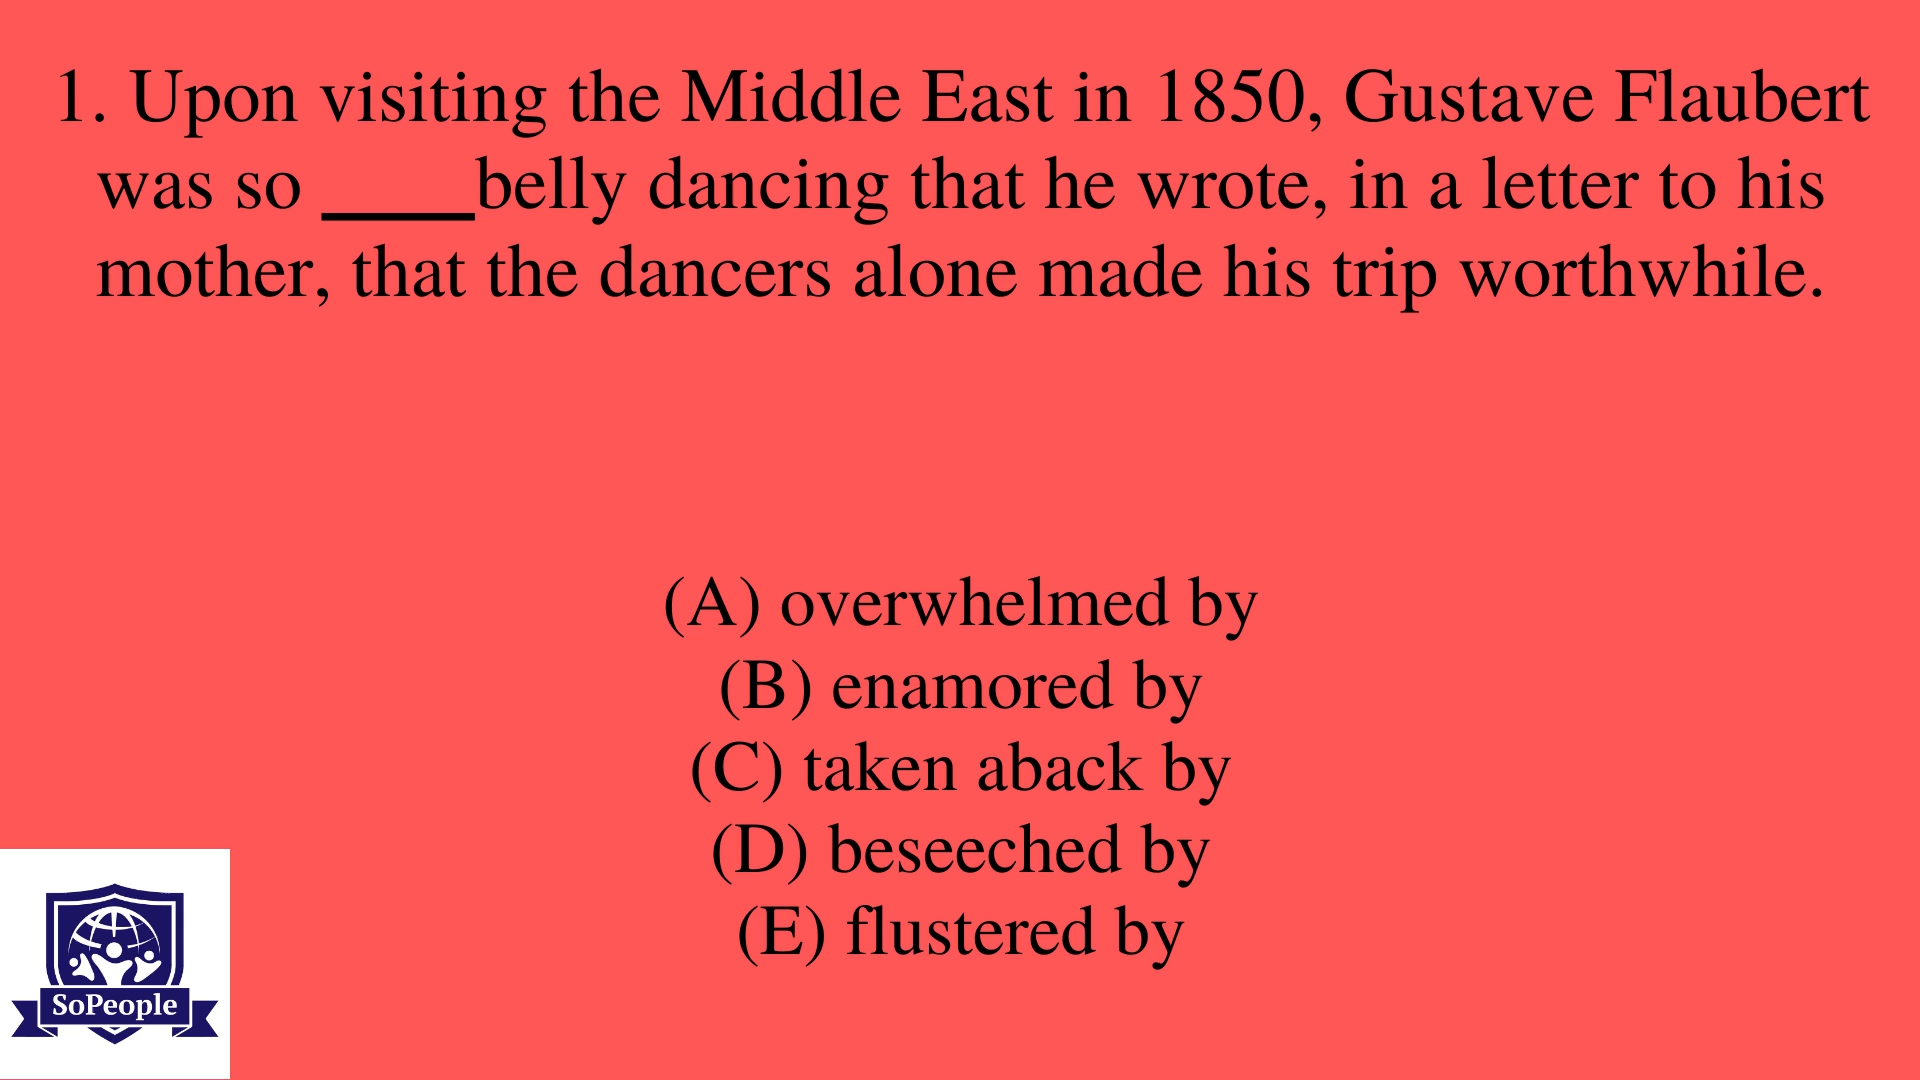 1. Upon visiting the Middle East in 1850, Gustave Flaubert
was so ____belly dancing that he wrote, in a letter to his
mother, that the dancers alone made his trip worthwhile.
(A) overwhelmed by
(B) enamored by
(C) taken aback by
(D) beseeched by
(E) flustered by
SoPeople